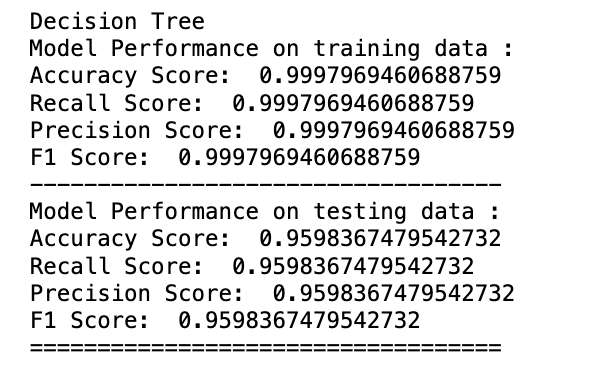 Decision Tree
Model Performance on training data :
Accuracy Score:  0.9997969460688759
Recall Score:  0.9997969460688759
Precision Score:  0.9997969460688759
F1 Score:  0.9997969460688759
-----------------------------------
Model Performance on testing data :
Accuracy Score:  0.9598367479542732
Recall Score:  0.9598367479542732
Precision Score:  0.9598367479542732
F1 Score:  0.9598367479542732
===================================